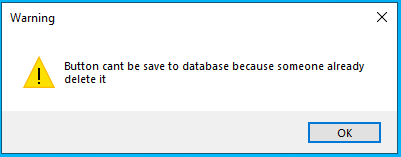 Warning
Button cant be save to database because someone already
delete it
OK